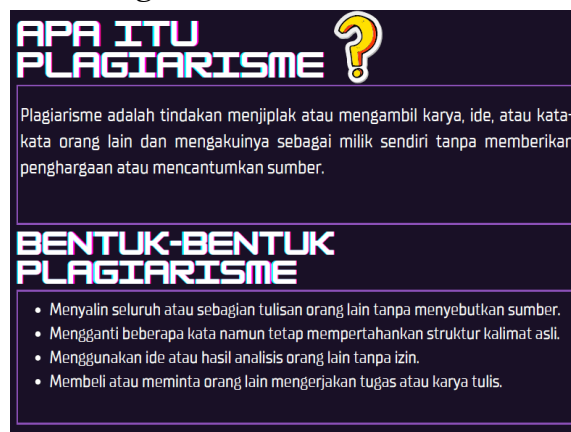 APA ITU
PLAGIARISME
Plagiarisme adalah tindakan menjiplak atau mengambil karya, ide, atau kata-
kata orang lain dan mengakuinya sebagai milik sendiri tanpa memberikan
penghargaan atau mencantumkan sumber.
BENTUK-BENTUK
PLAGIARISME
• Menyalin seluruh atau sebagian tulisan orang lain tanpa menyebutkan sumber.
• Mengganti beberapa kata namun tetap mempertahankan struktur kalimat asli.
• Menggunakan ide atau hasil analisis orang lain tanpa izin.
• Membeli atau meminta orang lain mengerjakan tugas atau karya tulis.